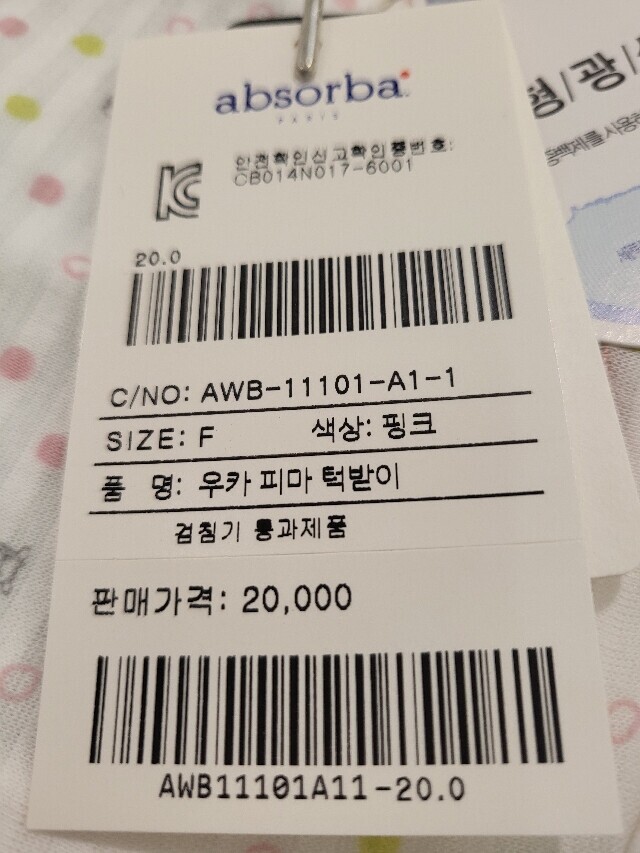 absorba
PARIS
안전확인신고확인증번호:
CB014N017-6001
20.0
C/NO: AWB-11101-A1-1
SIZE: F 색상: 핑크
품 명: 우카 피마 턱받이
검침기 통과제품
판매가격: 20,000
AWB11101A11-20.0
형/광/